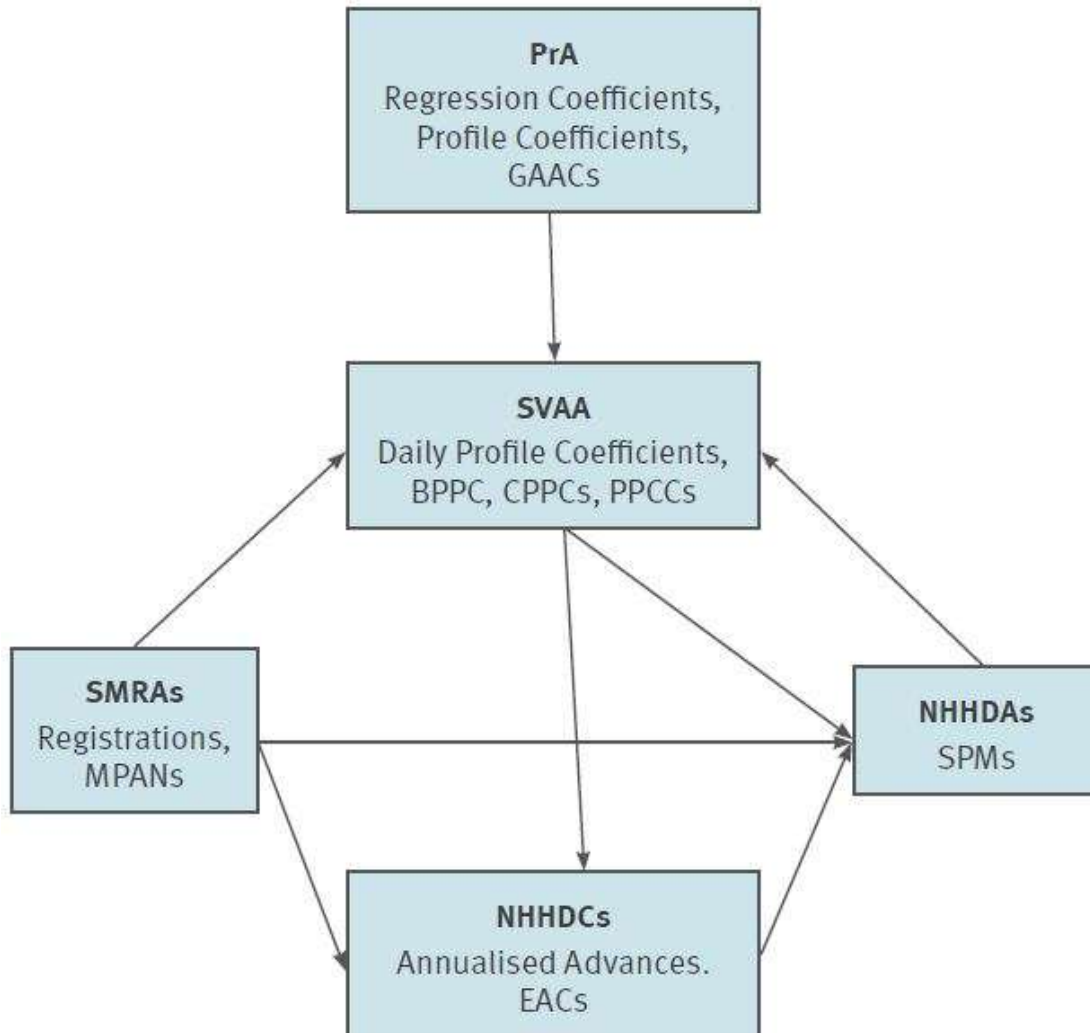 PrA
Regression Coefficients,
Profile Coefficients,
GAACs
SVAA
Daily Profile Coefficients,
BPPC, CPPCs, PPCCs
SMRAs
Registrations,
MPANs
NHHDAs
SPMs
NHHDCs
Annualised Advances.
EACs